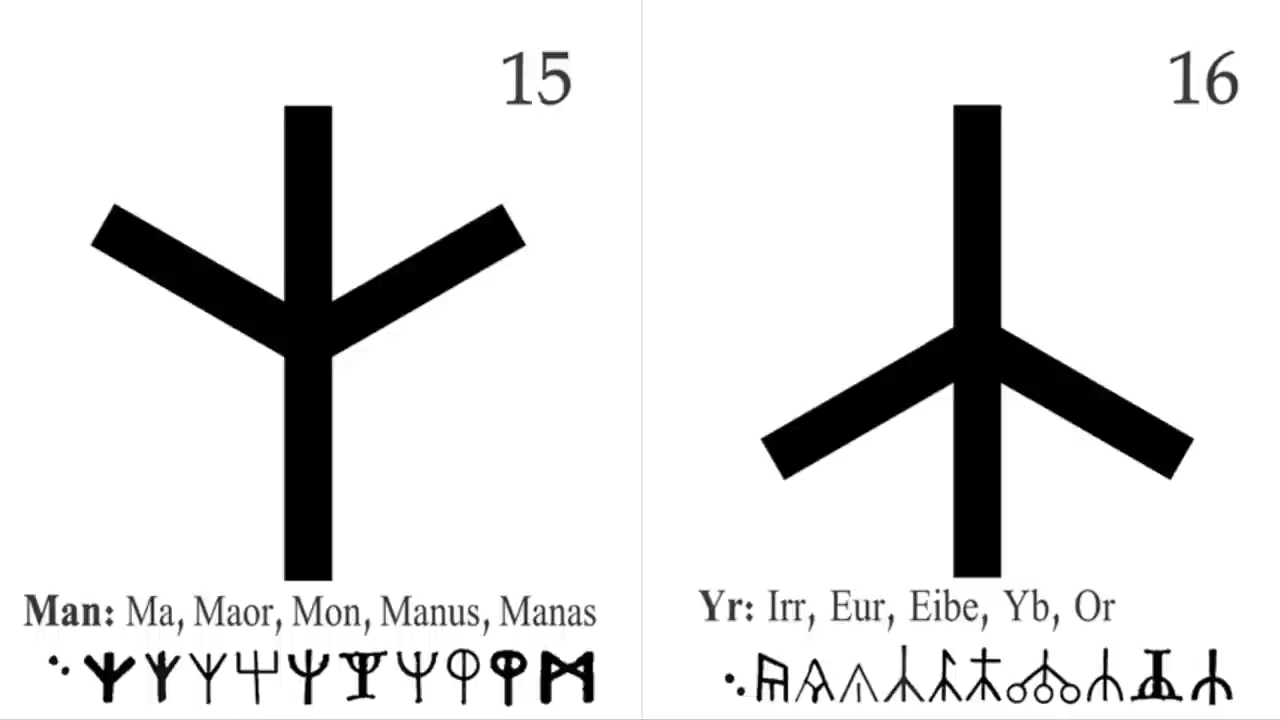 15
ᛉ
Man: Ma, Maor, Mon, Manus, Manas
16
ᛦ
Yr: Irr, Eur, Eibe, Yb, Or